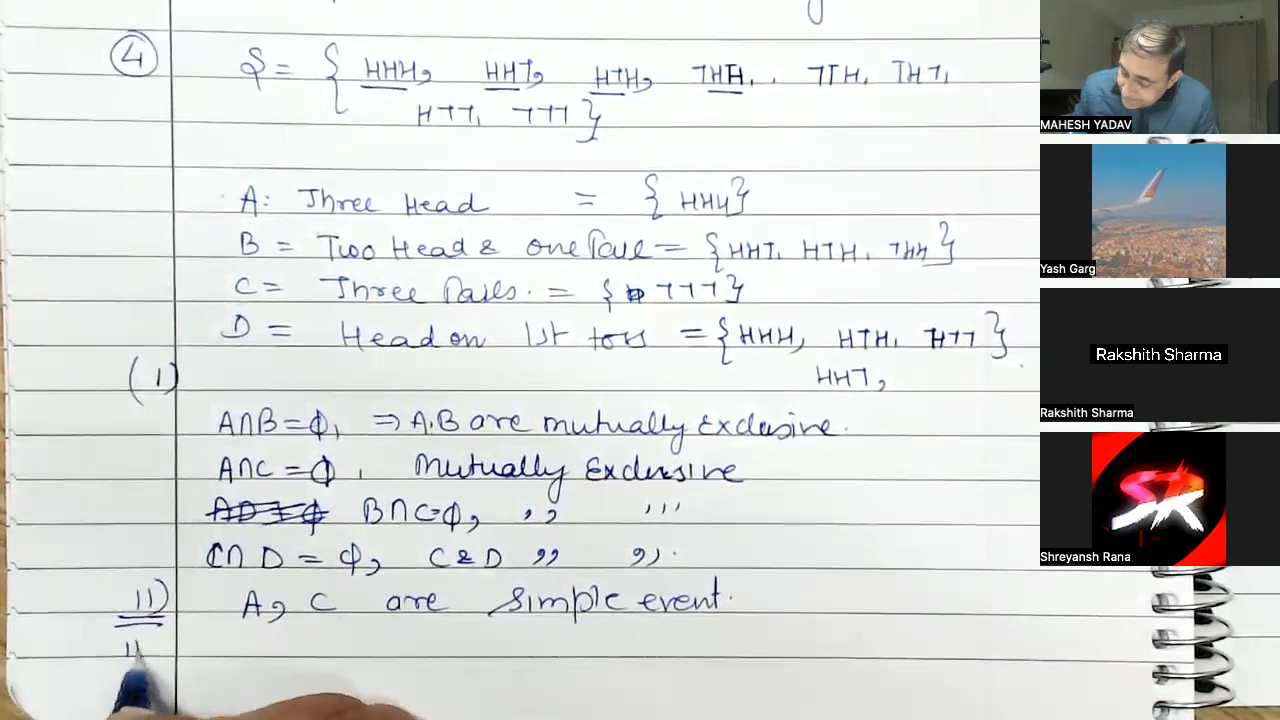 4
S = { HHH, HHT, HTH, THH, . TTH, THT,
HTT, TTT }
A: Three Head = { HHH }
B = Two Head & one Tail = { HHT, HTH, THH }
C = Three Tails. = { TTT }
D = Head on 1st toss = { HHH, HTH, HTT }
HHT,
(1)
A∩B = Φ, ⇒ A.B are mutually Exclusive.
A∩C = Φ, Mutually Exclusive
B∩C=Φ, ,, ,,,
C∩D = Φ, C & D ,, ,,.
11) A, C are Simple event.
11
MAHESH YADAV
Yash Garg
Rakshith Sharma
Rakshith Sharma
SR
Shreyansh Rana